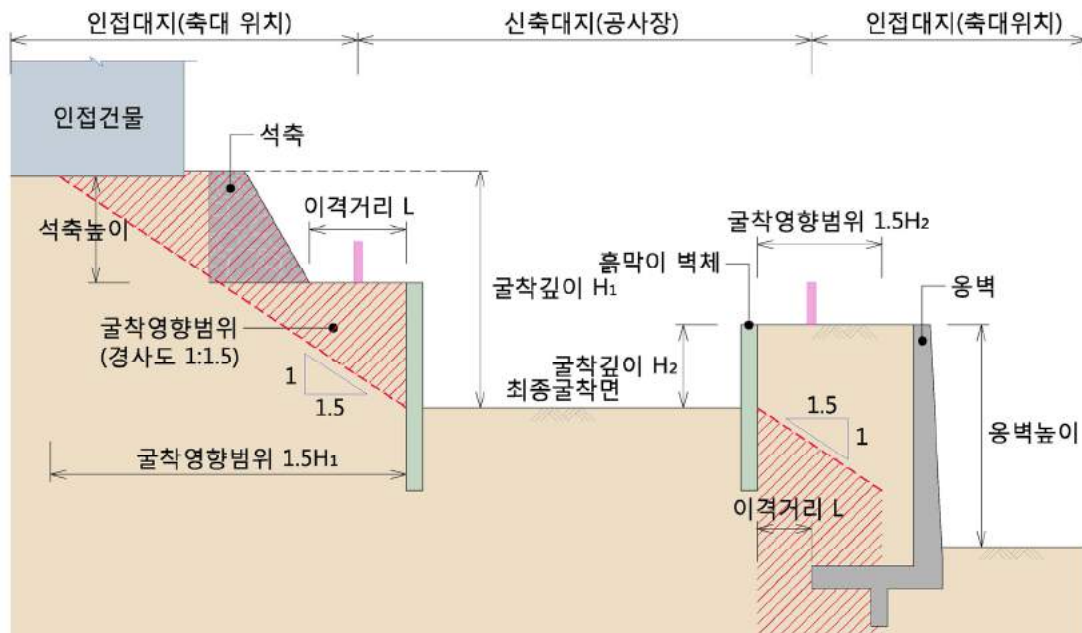 인접대지(축대 위치)
신축대지(공사장)
인접대지(축대위치)
인접건물
석축
이격거리 L
석축높이
굴착영향범위 1.5H₂
흙막이 벽체
굴착깊이 H₁
옹벽
굴착영향범위
(경사도 1:1.5)
굴착깊이 H₂
1
1.5
최종굴착면
1.5
1
옹벽높이
굴착영향범위 1.5H₁
이격거리 L